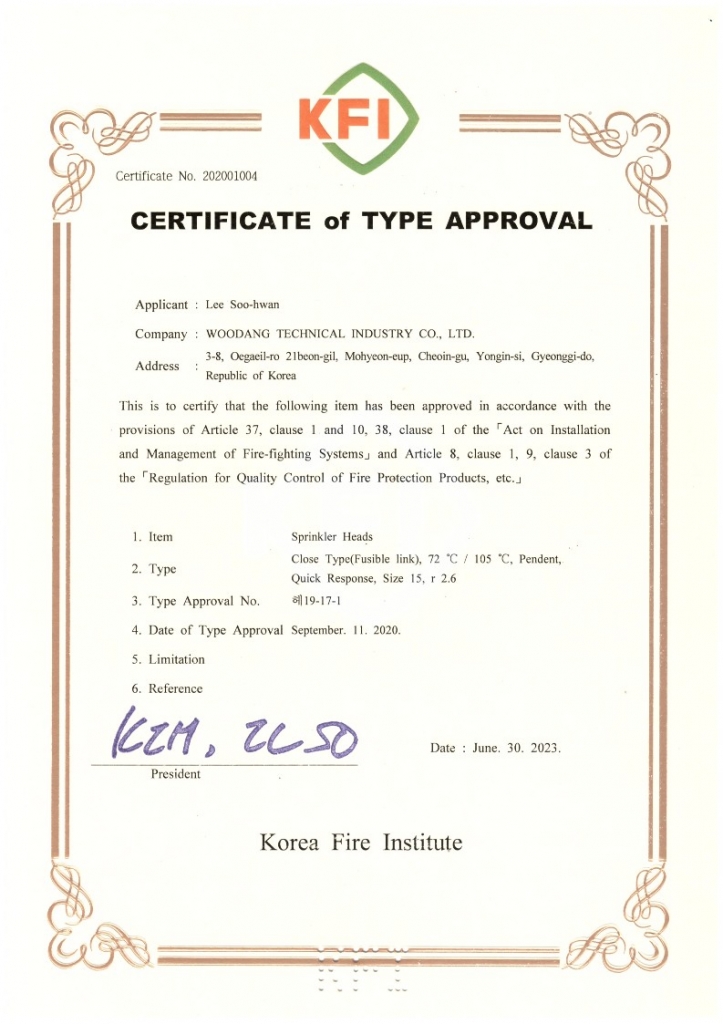 KFI
Certificate No. 202001004
CERTIFICATE of TYPE APPROVAL
Applicant : Lee Soo-hwan
Company : WOODANG TECHNICAL INDUSTRY CO., LTD.
Address : 3-8, Oegaeil-ro 21beon-gil, Mohyeon-eup, Cheoin-gu, Yongin-si, Gyeonggi-do,
Republic of Korea
This is to certify that the following item has been approved in accordance with the
provisions of Article 37, clause 1 and 10, 38, clause 1 of the「Act on Installation
and Management of Fire-fighting Systems」and Article 8, clause 1, 9, clause 3 of
the「Regulation for Quality Control of Fire Protection Products, etc.」
1. Item Sprinkler Heads
2. Type Close Type(Fusible link), 72 ℃ / 105 ℃, Pendent,
Quick Response, Size 15, r 2.6
3. Type Approval No. 헤19-17-1
4. Date of Type Approval September. 11. 2020.
5. Limitation
6. Reference
Date : June. 30. 2023.
President
Korea Fire Institute
KFI